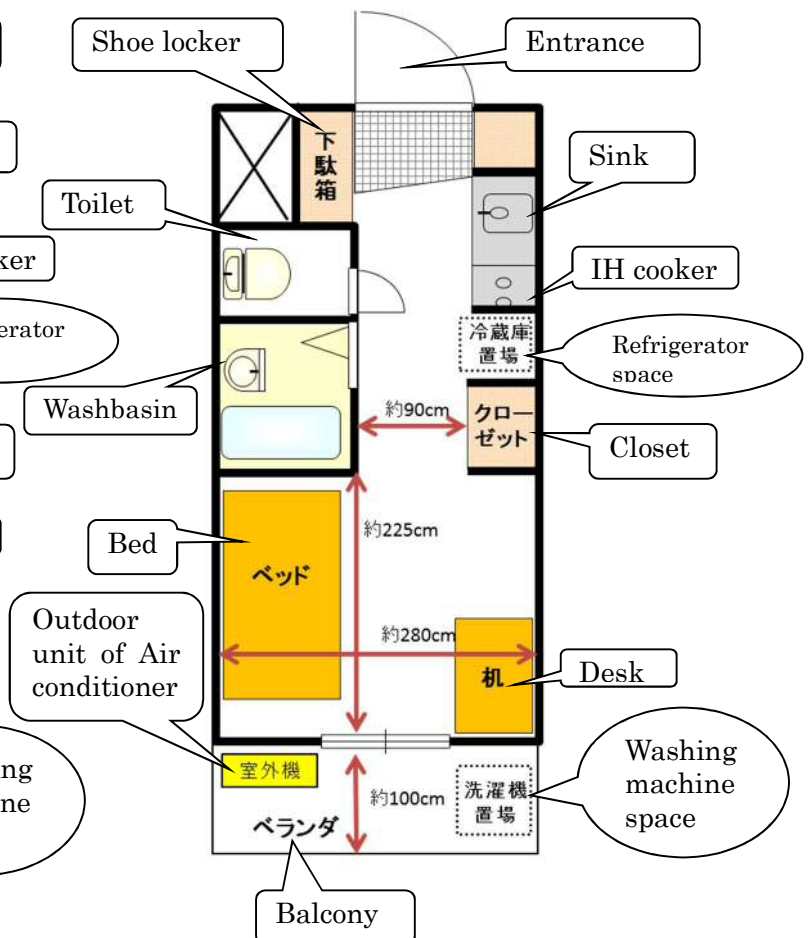 Shoe locker
Entrance
下
駄
箱
Sink
Toilet
ker
IH cooker
erator
冷蔵庫
置場
Refrigerator
space
Washbasin
約90cm
クロー
ゼット
Closet
約225cm
Bed
ベッド
Outdoor
unit of Air
conditioner
約280cm
机
Desk
ing
ne
室外機
約100cm
洗濯機
置場
Washing
machine
space
ベランダ
Balcony